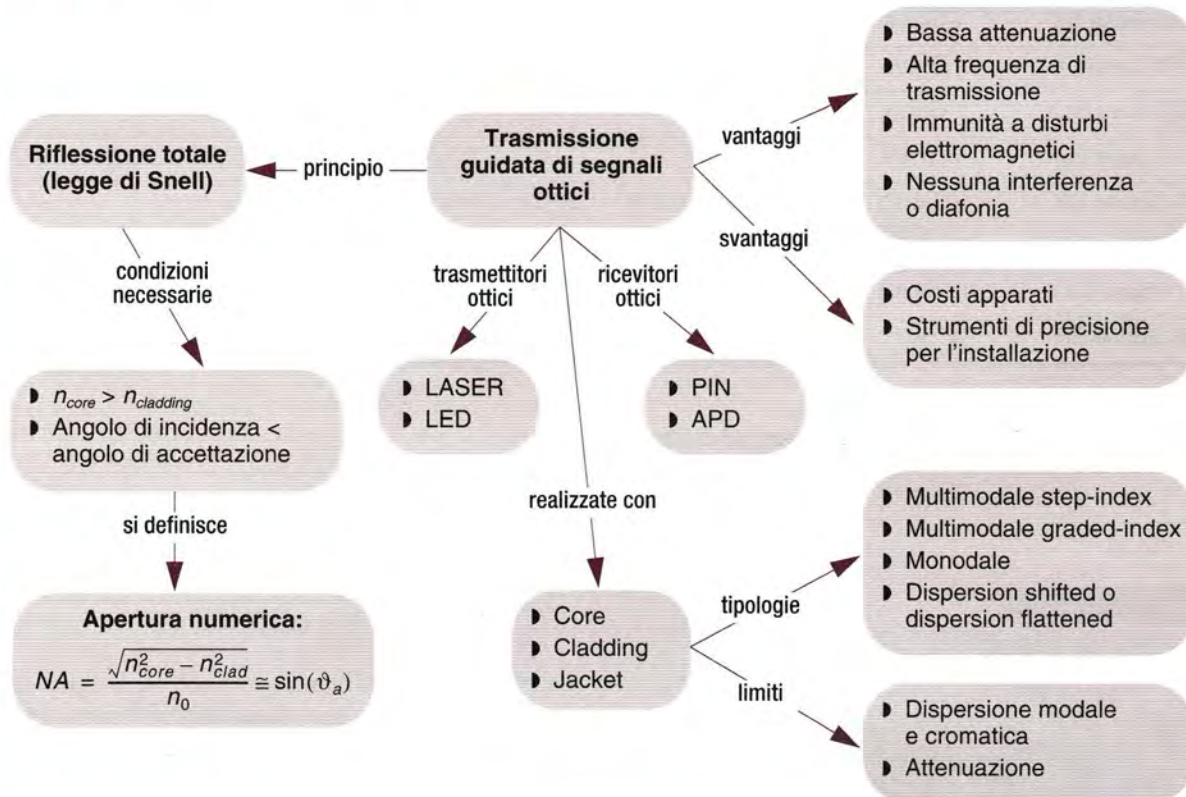 Riflessione totale
(legge di Snell)
principio
Trasmissione
guidata di segnali
ottici
vantaggi
◗ Bassa attenuazione
◗ Alta frequenza di
trasmissione
◗ Immunità a disturbi
elettromagnetici
◗ Nessuna interferenza
o diafonia
svantaggi
◗ Costi apparati
◗ Strumenti di precisione
per l'installazione
condizioni
necessarie
trasmettitori
ottici
ricevitori
ottici
◗ n_core > n_cladding
◗ Angolo di incidenza <
angolo di accettazione
◗ LASER
◗ LED
◗ PIN
◗ APD
si definisce
realizzate con
Apertura numerica:
NA = √(n²_core – n²_clad) / n₀ ≅ sin(ϑₐ)
◗ Core
◗ Cladding
◗ Jacket
tipologie
◗ Multimodale step-index
◗ Multimodale graded-index
◗ Monodale
◗ Dispersion shifted o
dispersion flattened
limiti
◗ Dispersione modale
e cromatica
◗ Attenuazione